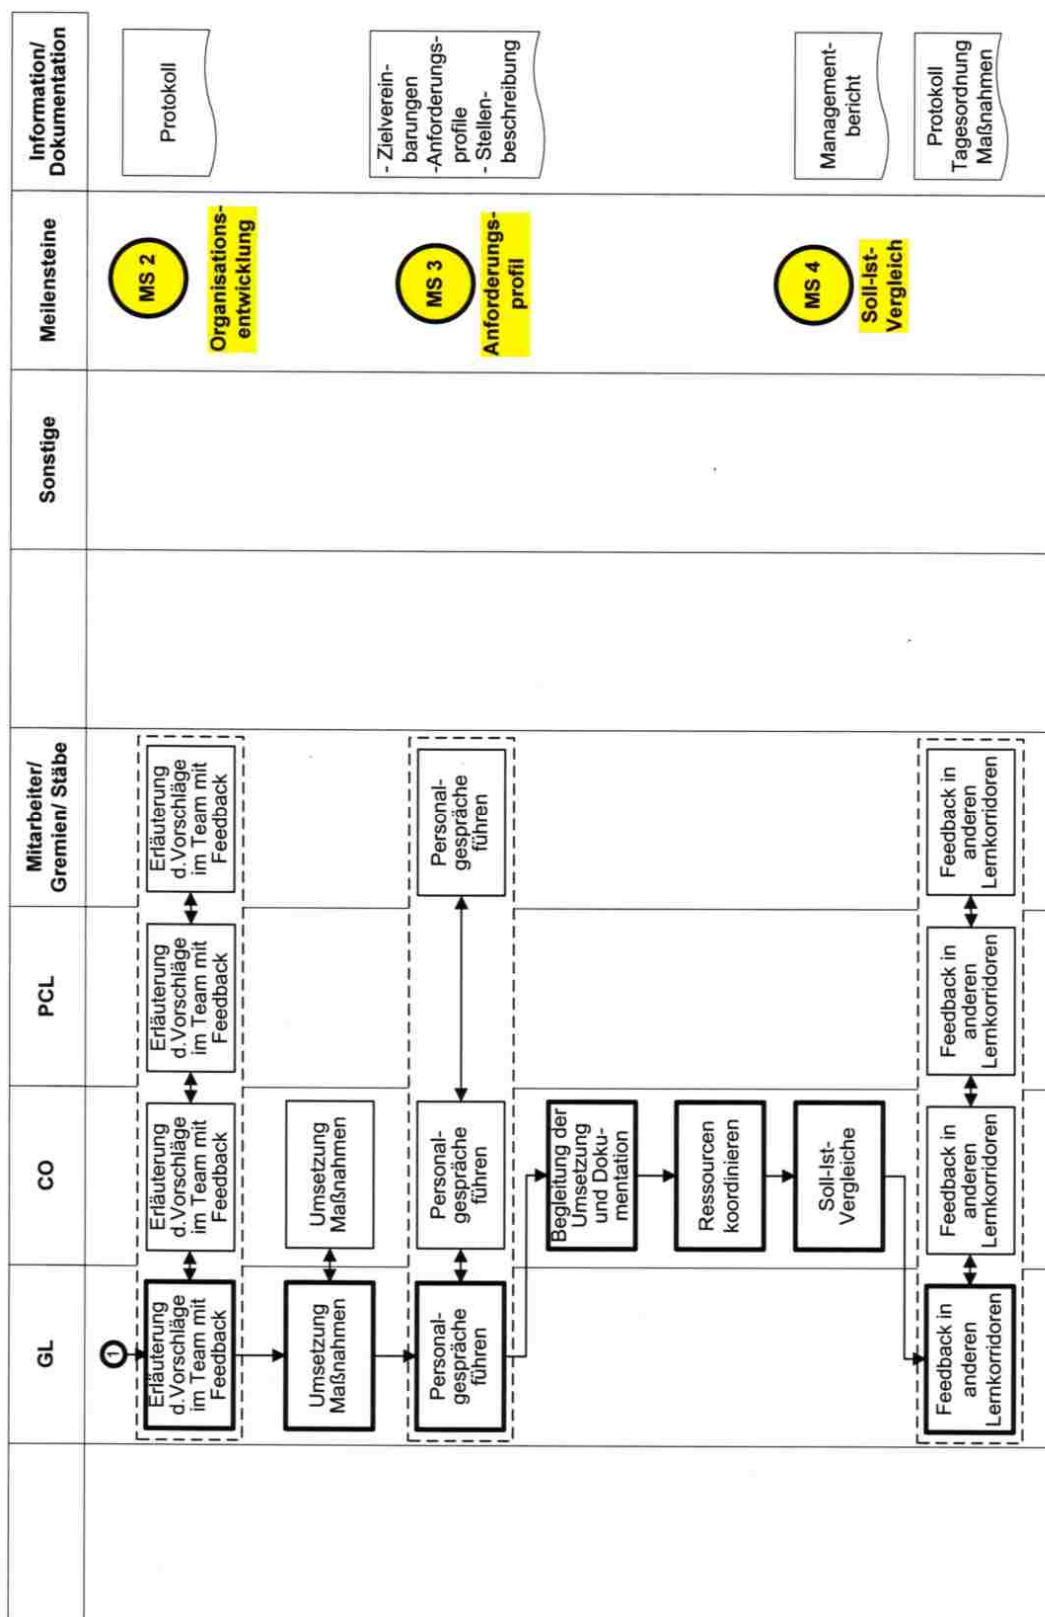 GL
CO
PCL
Mitarbeiter/
Gremien/ Stäbe
Sonstige
Meilensteine
Information/
Dokumentation
1
Erläuterung
d.Vorschläge
im Team mit
Feedback
Erläuterung
d.Vorschläge
im Team mit
Feedback
Erläuterung
d.Vorschläge
im Team mit
Feedback
Erläuterung
d.Vorschläge
im Team mit
Feedback
MS 2
Organisations-
entwicklung
Protokoll
Umsetzung
Maßnahmen
Umsetzung
Maßnahmen
Personal-
gespräche
führen
Personal-
gespräche
führen
Personal-
gespräche
führen
MS 3
Anforderungs-
profil
- Zielverein-
barungen
-Anforderungs-
profile
- Stellen-
beschreibung
Begleitung der
Umsetzung
und Doku-
mentation
Ressourcen
koordinieren
Soll-Ist-
Vergleiche
MS 4
Soll-Ist-
Vergleich
Management-
bericht
Feedback in
anderen
Lernkorridoren
Feedback in
anderen
Lernkorridoren
Feedback in
anderen
Lernkorridoren
Feedback in
anderen
Lernkorridoren
Protokoll
Tagesordnung
Maßnahmen